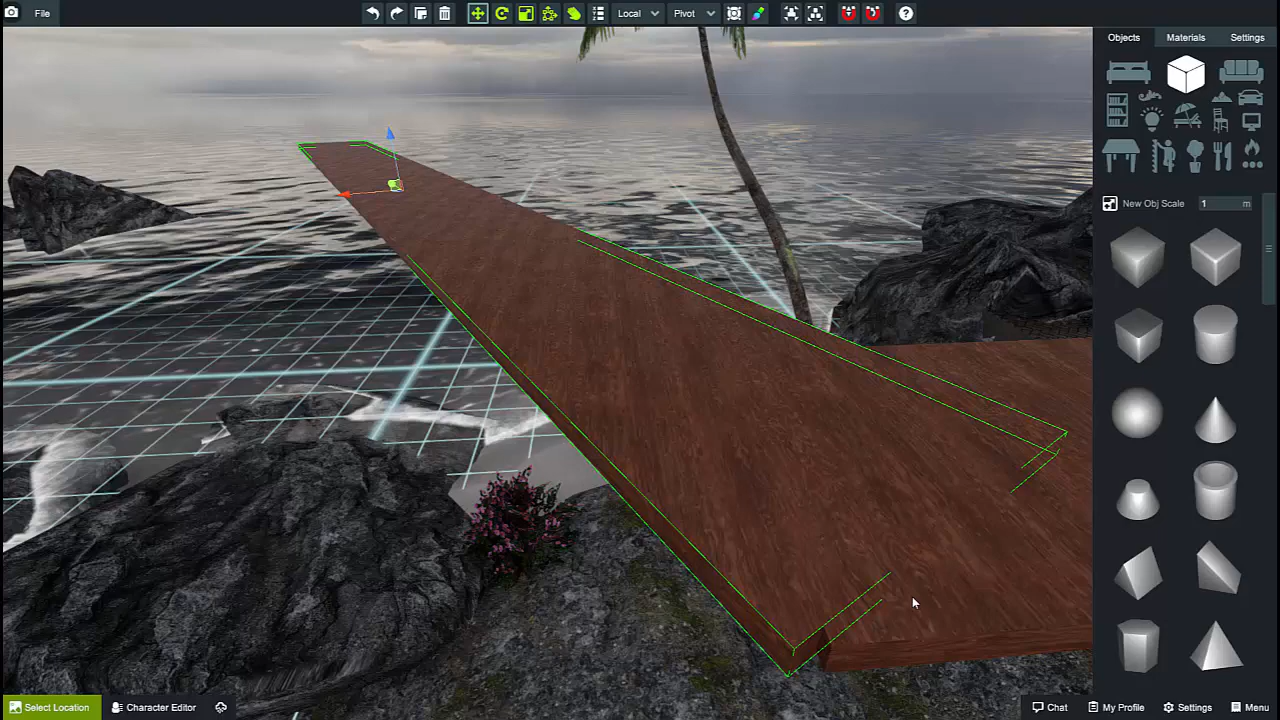 File
Local
Pivot
?
Objects Materials Settings
New Obj Scale 1 m
Select Location
Character Editor
Chat
My Profile
Settings
Menu